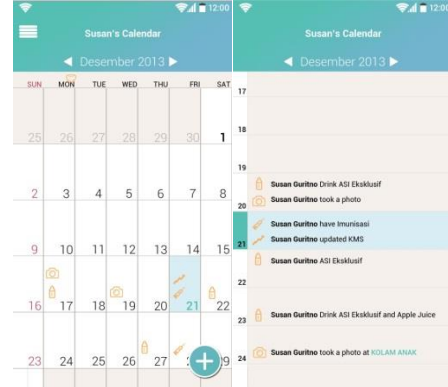 12:00
Susan's Calendar
Desember 2013
SUN MON TUE WED THU FRI SAT
25 26 27 28 29 30 1
2 3 4 5 6 7 8
9 10 11 12 13 14 15
16 17 18 19 20 21 22
23 24 25 26 27
12:00
Susan's Calendar
Desember 2013
17
18
19
Susan Guritno Drink ASI Eksklusif
Susan Guritno took a photo
20
Susan Guritno have Imunisasi
Susan Guritno updated KMS
21
Susan Guritno ASI Eksklusif
22
Susan Guritno Drink ASI Eksklusif and Apple Juice
23
Susan Guritno took a photo at KOLAM ANAK
24